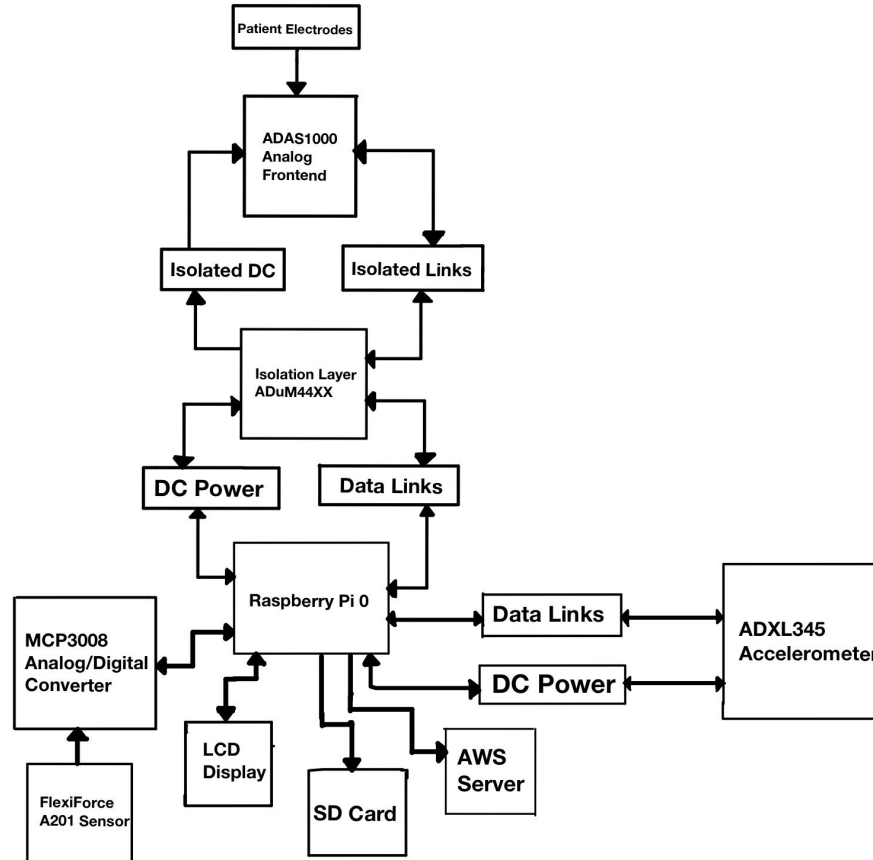 Patient Electrodes
ADAS1000
Analog
Frontend
Isolated DC
Isolated Links
Isolation Layer
ADuM44XX
DC Power
Data Links
Raspberry Pi 0
MCP3008
Analog/Digital
Converter
Data Links
DC Power
ADXL345
Accelerometer
FlexiForce
A201 Sensor
LCD
Display
SD Card
AWS
Server